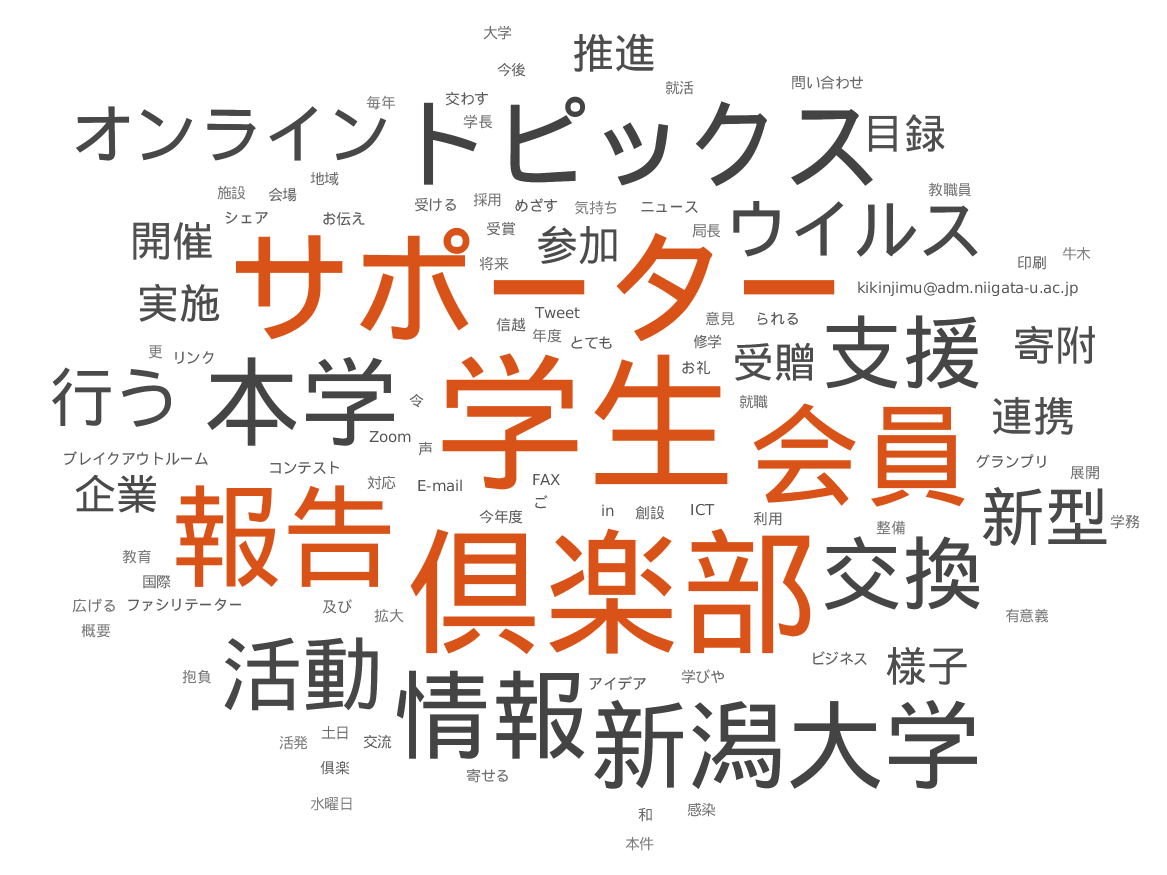 大学
推進
今後
就活
問い合わせ
毎年
交わす
オンライン
トピックス
学長
目録
地域
施設
会場
教職員
受ける
採用
めざす
気持ち
ニュース
シェア
お伝え
受賞
参加
局長
ウイルス
開催
サポーター
将来
牛木
印刷
実施
kikinjimu@adm.niigata-u.ac.jp
Tweet
信越
年度
とても
意見
られる
修学
支援
寄附
更
リンク
お礼
受贈
行う
本学
令
学生
就職
会員
連携
Zoom
声
ブレイクアウトルーム
コンテスト
グランプリ
展開
企業
報告
対応
E-mail
FAX
ご
今年度
in
創設
ICT
利用
整備
新型
学務
教育
国際
倶楽部
交換
広げる
ファシリテーター
及び
拡大
有意義
概要
活動
ビジネス
様子
抱負
情報
アイデア
学びや
新潟大学
活発
土日
交流
倶楽
寄せる
水曜日
和
感染
本件